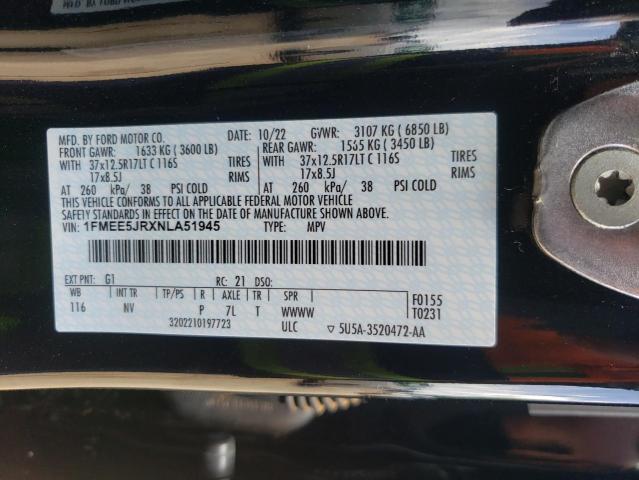 MFD. BY FORD MOTOR CO. DATE: 10/22 GVWR: 3107 KG ( 6850 LB)
FRONT GAWR: 1633 KG ( 3600 LB) REAR GAWR: 1565 KG ( 3450 LB)
WITH 37x12.5R17LT C 116S TIRES WITH 37x12.5R17LT C 116S TIRES
17x8.5J RIMS 17x8.5J RIMS
AT 260 kPa/ 38 PSI COLD AT 260 kPa/ 38 PSI COLD
THIS VEHICLE CONFORMS TO ALL APPLICABLE FEDERAL MOTOR VEHICLE
SAFETY STANDARDS IN EFFECT ON THE DATE OF MANUFACTURE SHOWN ABOVE.
VIN: 1FMEE5JRXNLA51945 TYPE: MPV
EXT PNT: G1 RC: 21 DSO:
WB INT TR TP/PS R AXLE TR SPR F0155
116 NV P 7L T WWWW T0231
3202210197723 ULC ▽ 5U5A-3520472-AA